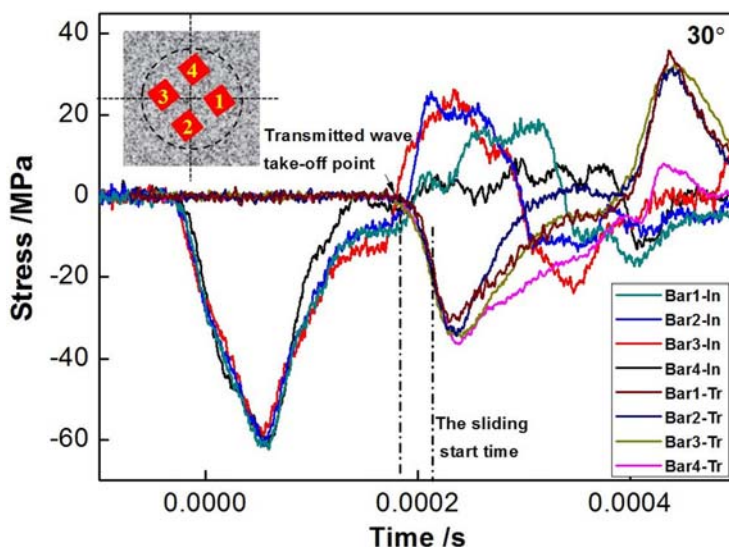 40
20
0
-20
-40
-60
Stress /MPa
30°
4
3
1
2
Transmitted wave
take-off point
The sliding
start time
Bar1-In
Bar2-In
Bar3-In
Bar4-In
Bar1-Tr
Bar2-Tr
Bar3-Tr
Bar4-Tr
0.0000
0.0002
0.0004
Time /s